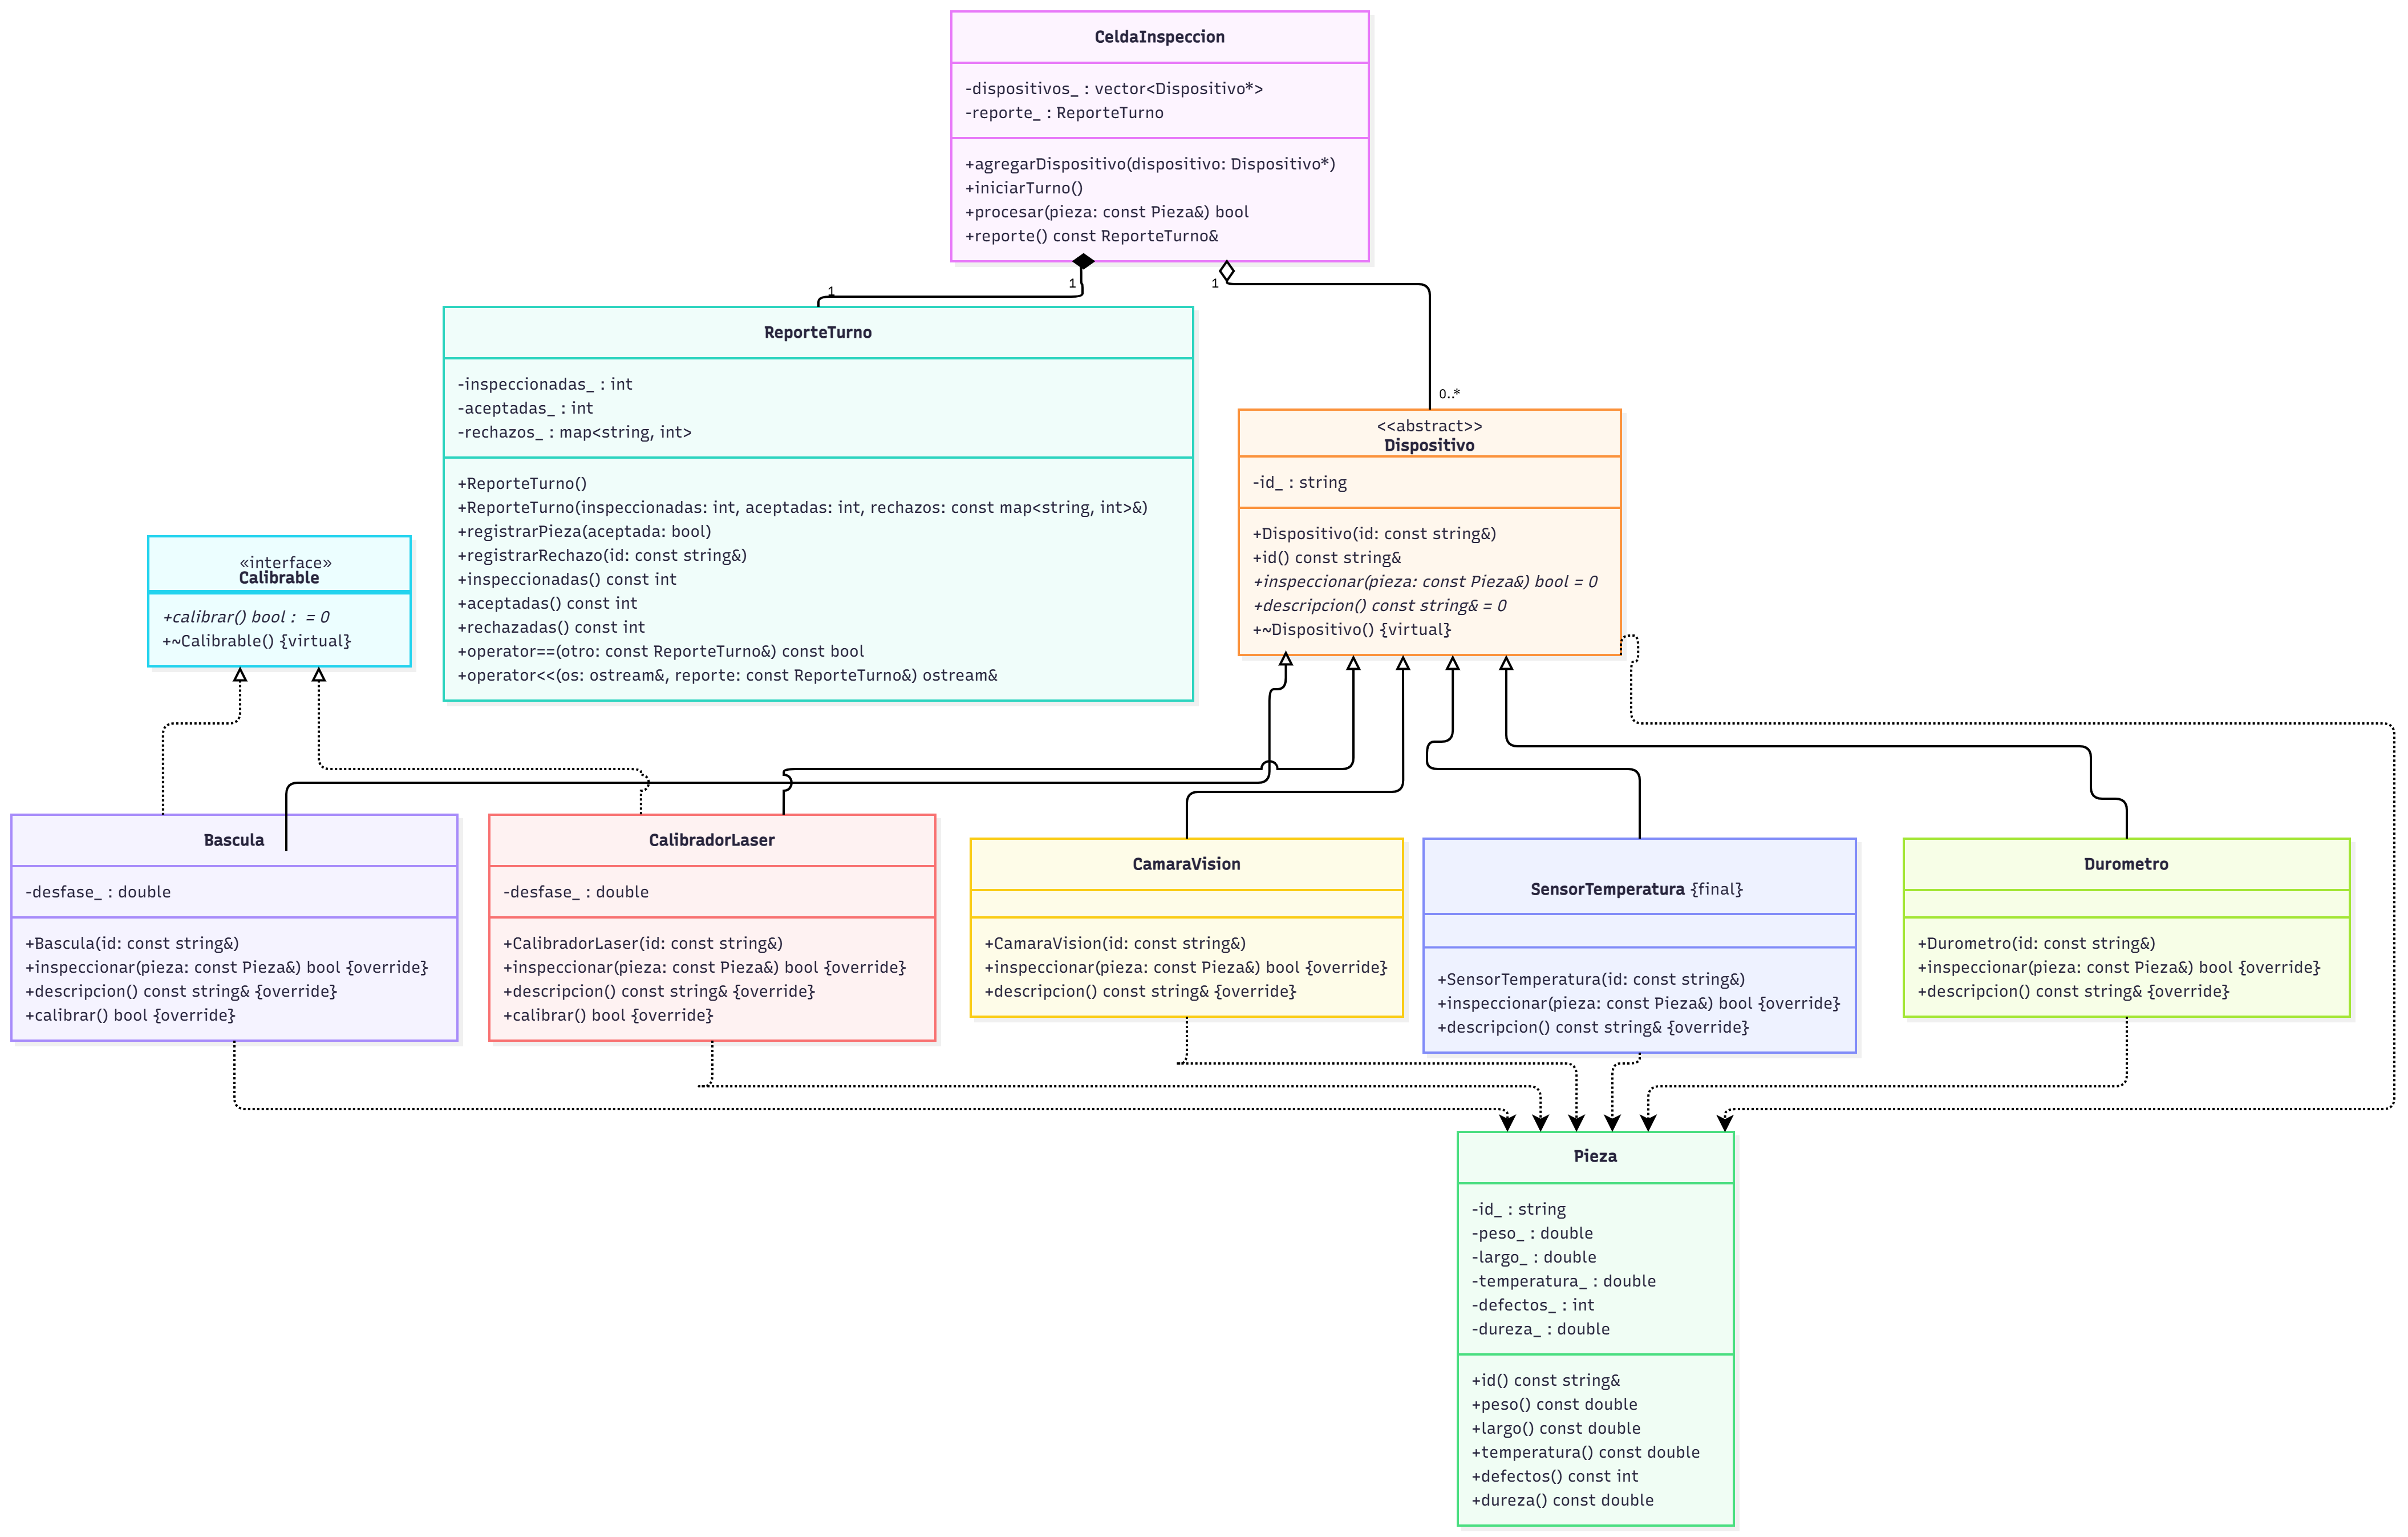 CeldaInspeccion
-dispositivos_ : vector<Dispositivo*>
-reporte_ : ReporteTurno
+agregarDispositivo(dispositivo: Dispositivo*)
+iniciarTurno()
+procesar(pieza: const Pieza&) bool
+reporte() const ReporteTurno&
1
1
1
0..*
ReporteTurno
-inspeccionadas_ : int
-aceptadas_ : int
-rechazos_ : map<string, int>
+ReporteTurno()
+ReporteTurno(inspeccionadas: int, aceptadas: int, rechazos: const map<string, int>&)
+registrarPieza(aceptada: bool)
+registrarRechazo(id: const string&)
+inspeccionadas() const int
+aceptadas() const int
+rechazadas() const int
+operator==(otro: const ReporteTurno&) const bool
+operator<<(os: ostream&, reporte: const ReporteTurno&) ostream&
<<abstract>>
Dispositivo
-id_ : string
+Dispositivo(id: const string&)
+id() const string&
+inspeccionar(pieza: const Pieza&) bool = 0
+descripcion() const string& = 0
+~Dispositivo() {virtual}
«interface»
Calibrable
+calibrar() bool :  = 0
+~Calibrable() {virtual}
Bascula
-desfase_ : double
+Bascula(id: const string&)
+inspeccionar(pieza: const Pieza&) bool {override}
+descripcion() const string& {override}
+calibrar() bool {override}
CalibradorLaser
-desfase_ : double
+CalibradorLaser(id: const string&)
+inspeccionar(pieza: const Pieza&) bool {override}
+descripcion() const string& {override}
+calibrar() bool {override}
CamaraVision
+CamaraVision(id: const string&)
+inspeccionar(pieza: const Pieza&) bool {override}
+descripcion() const string& {override}
SensorTemperatura {final}
+SensorTemperatura(id: const string&)
+inspeccionar(pieza: const Pieza&) bool {override}
+descripcion() const string& {override}
Durometro
+Durometro(id: const string&)
+inspeccionar(pieza: const Pieza&) bool {override}
+descripcion() const string& {override}
Pieza
-id_ : string
-peso_ : double
-largo_ : double
-temperatura_ : double
-defectos_ : int
-dureza_ : double
+id() const string&
+peso() const double
+largo() const double
+temperatura() const double
+defectos() const int
+dureza() const double